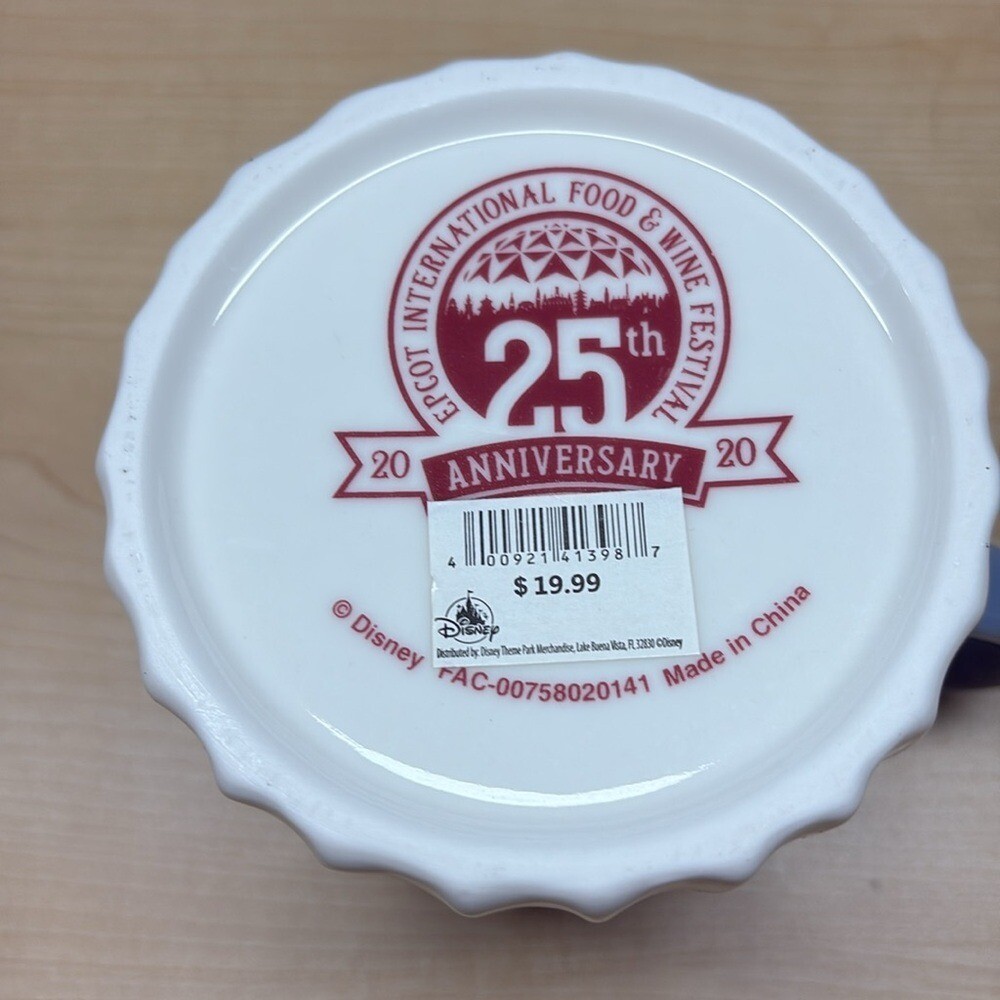 EPCOT INTERNATIONAL FOOD & WINE FESTIVAL
25th
20 ANNIVERSARY 20
4 00921 41398 7
$ 19.99
Disney
Distributed by: Disney Theme Park Merchandise, Lake Buena Vista, FL 32830 ©Disney
© Disney FAC-00758020141 Made in China